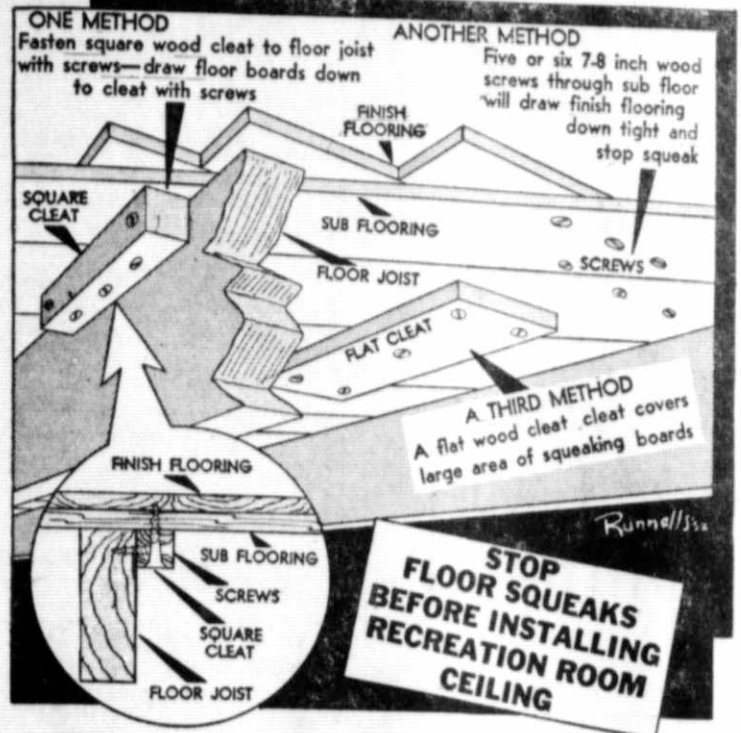 ONE METHOD
Fasten square wood cleat to floor joist
with screws—draw floor boards down
to cleat with screws
ANOTHER METHOD
Five or six 7-8 inch wood
screws through sub floor
will draw finish flooring
down tight and
stop squeak
FINISH
FLOORING
SQUARE
CLEAT
SUB FLOORING
FLOOR JOIST
SCREWS
FLAT CLEAT
A THIRD METHOD
A flat wood cleat cleat covers
large area of squeaking boards
FINISH FLOORING
SUB FLOORING
SCREWS
SQUARE
CLEAT
FLOOR JOIST
Runnells
STOP
FLOOR SQUEAKS
BEFORE INSTALLING
RECREATION ROOM
CEILING